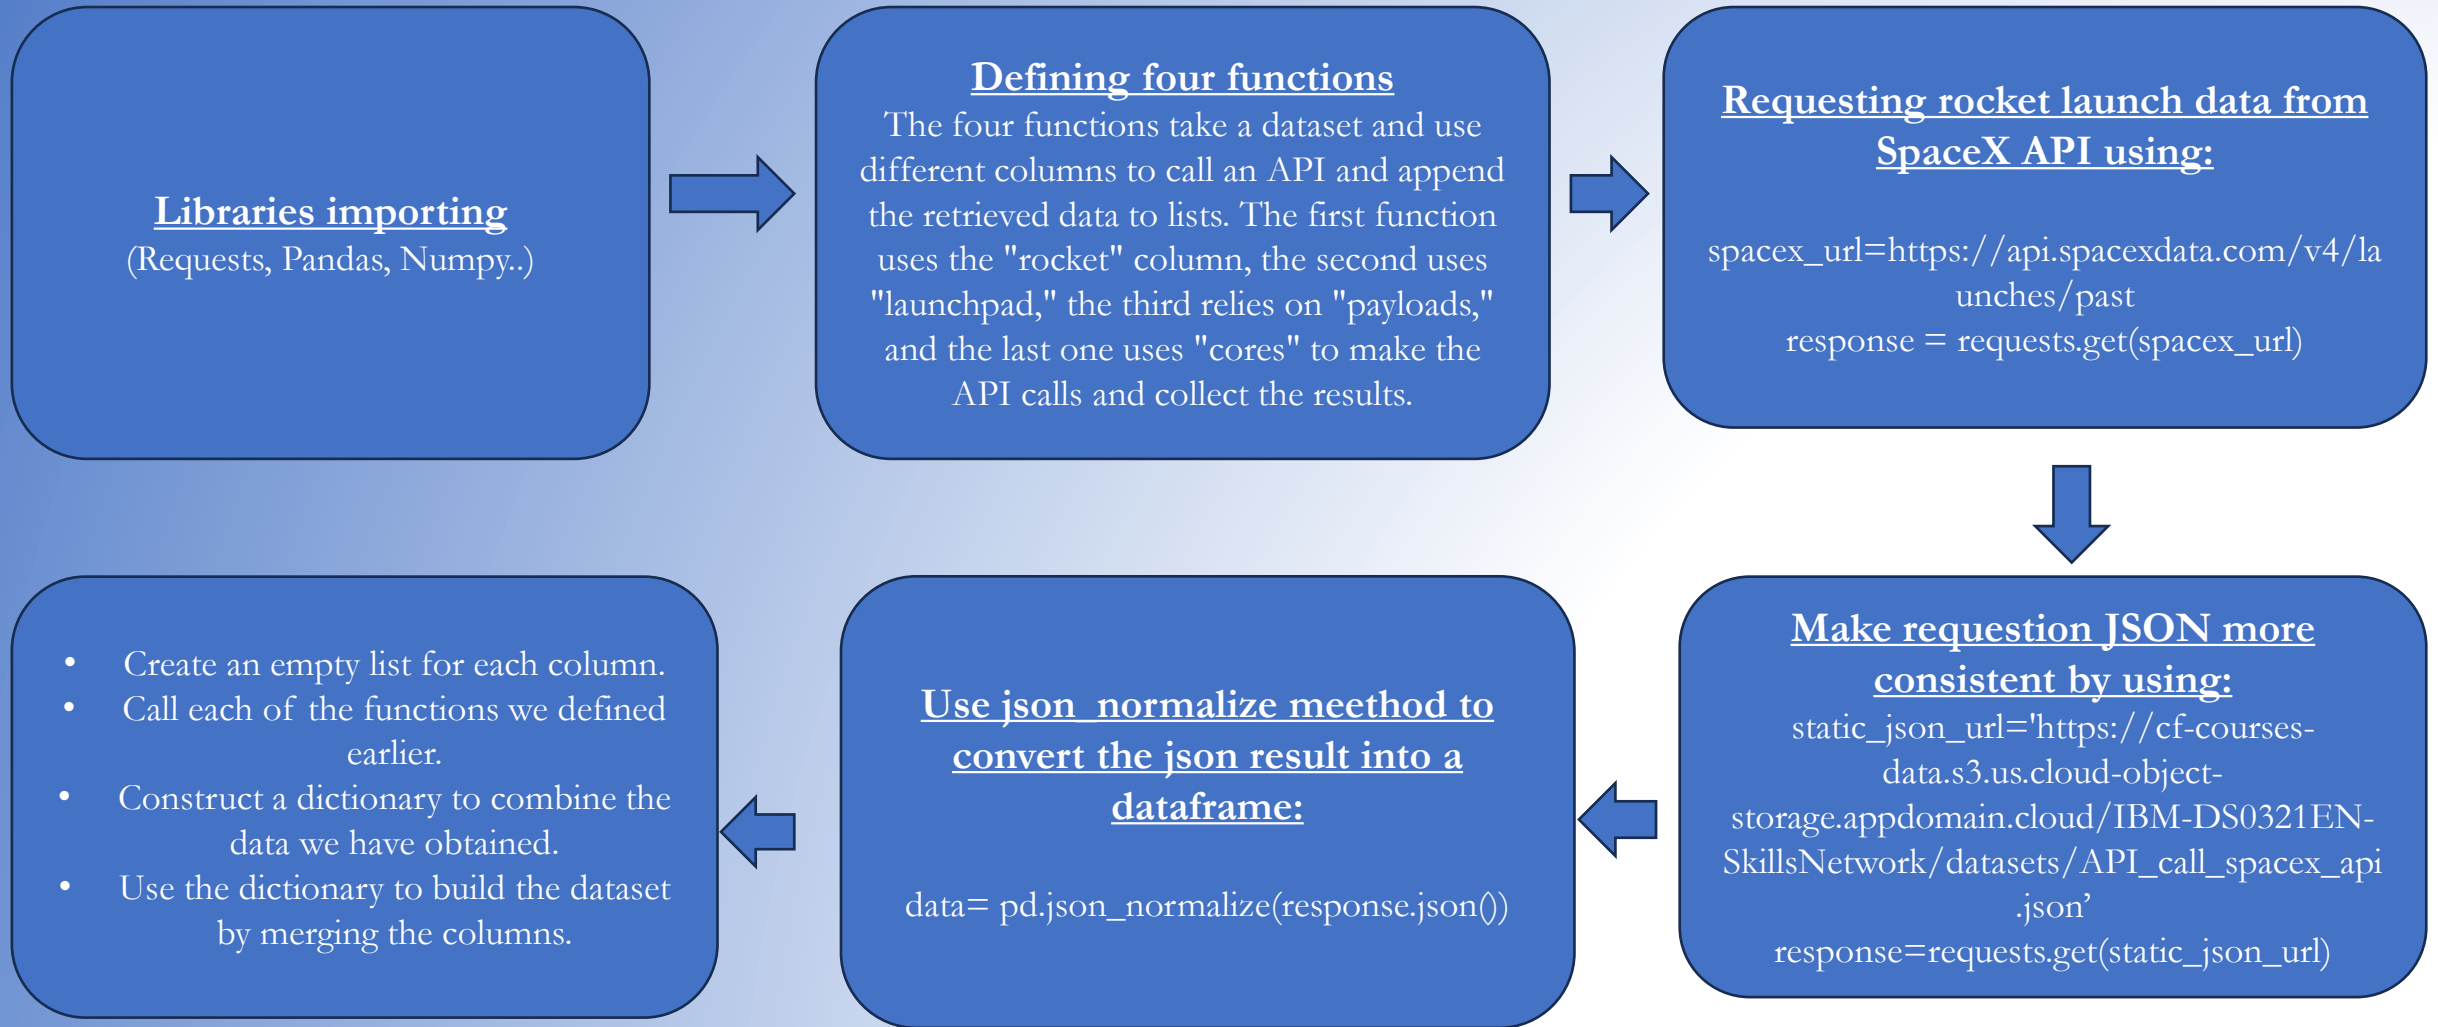 Libraries importing
(Requests, Pandas, Numpy..)
Defining four functions
The four functions take a dataset and use
different columns to call an API and append
the retrieved data to lists. The first function
uses the "rocket" column, the second uses
"launchpad," the third relies on "payloads,"
and the last one uses "cores" to make the
API calls and collect the results.
Requesting rocket launch data from
SpaceX API using:
spacex_url=https://api.spacexdata.com/v4/la
unches/past
response = requests.get(spacex_url)
Make requestion JSON more
consistent by using:
static_json_url='https://cf-courses-
data.s3.us.cloud-object-
storage.appdomain.cloud/IBM-DS0321EN-
SkillsNetwork/datasets/API_call_spacex_api
.json’
response=requests.get(static_json_url)
Use json_normalize meethod to
convert the json result into a
dataframe:
data= pd.json_normalize(response.json())
• Create an empty list for each column.
• Call each of the functions we defined
earlier.
• Construct a dictionary to combine the
data we have obtained.
• Use the dictionary to build the dataset
by merging the columns.